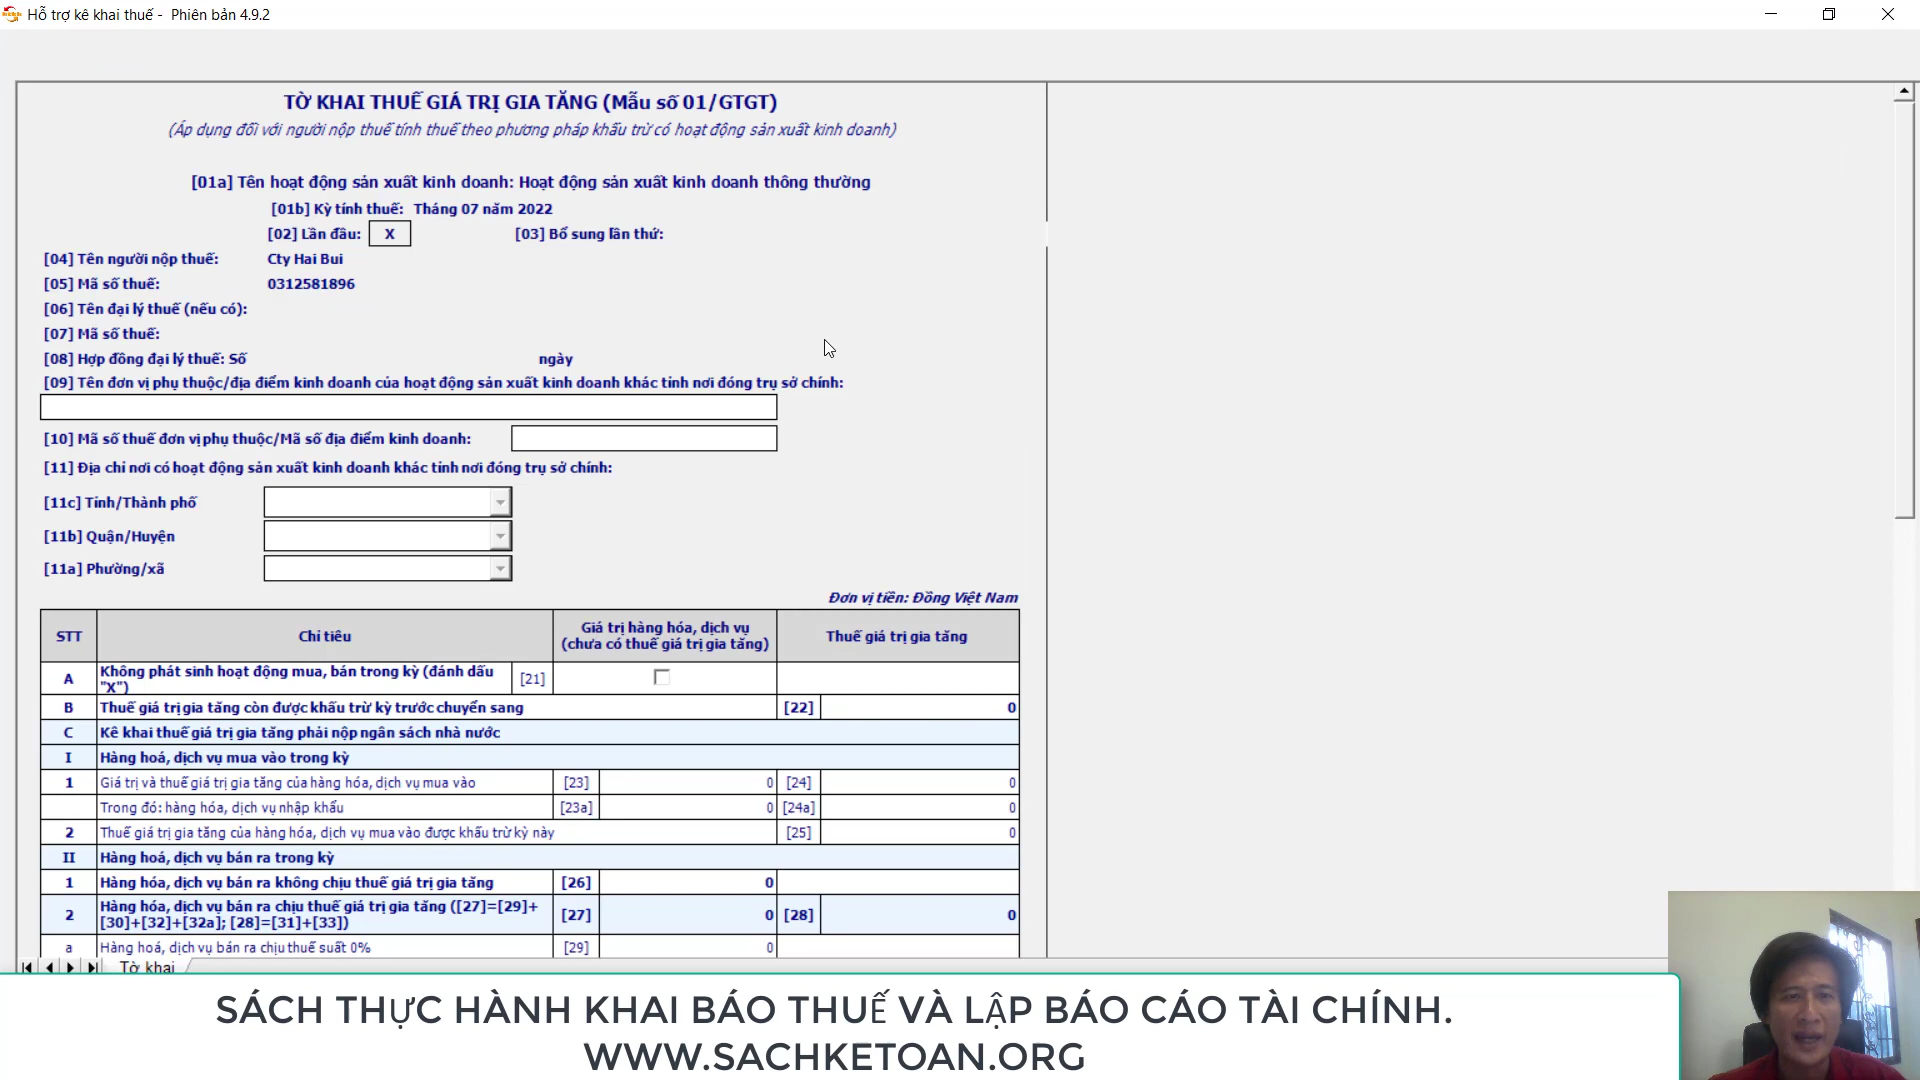 Hỗ trợ kê khai thuế - Phiên bản 4.9.2
TỜ KHAI THUẾ GIÁ TRỊ GIA TĂNG (Mẫu số 01/GTGT)
(Áp dụng đối với người nộp thuế tính thuế theo phương pháp khấu trừ có hoạt động sản xuất kinh doanh)
[01a] Tên hoạt động sản xuất kinh doanh: Hoạt động sản xuất kinh doanh thông thường
[01b] Kỳ tính thuế: Tháng 07 năm 2022
[02] Lần đầu: X [03] Bổ sung lần thứ:
[04] Tên người nộp thuế: Cty Hai Bui
[05] Mã số thuế: 0312581896
[06] Tên đại lý thuế (nếu có):
[07] Mã số thuế:
[08] Hợp đồng đại lý thuế: Số ngày
[09] Tên đơn vị phụ thuộc/địa điểm kinh doanh của hoạt động sản xuất kinh doanh khác tỉnh nơi đóng trụ sở chính:
[10] Mã số thuế đơn vị phụ thuộc/Mã số địa điểm kinh doanh:
[11] Địa chỉ nơi có hoạt động sản xuất kinh doanh khác tỉnh nơi đóng trụ sở chính:
[11c] Tỉnh/Thành phố
[11b] Quận/Huyện
[11a] Phường/xã
Đơn vị tiền: Đồng Việt Nam
STT Chỉ tiêu Giá trị hàng hóa, dịch vụ (chưa có thuế giá trị gia tăng) Thuế giá trị gia tăng
A Không phát sinh hoạt động mua, bán trong kỳ (đánh dấu "X") [21]
B Thuế giá trị gia tăng còn được khấu trừ kỳ trước chuyển sang [22] 0
C Kê khai thuế giá trị gia tăng phải nộp ngân sách nhà nước
I Hàng hoá, dịch vụ mua vào trong kỳ
1 Giá trị và thuế giá trị gia tăng của hàng hóa, dịch vụ mua vào [23] 0 [24] 0
Trong đó: hàng hóa, dịch vụ nhập khẩu [23a] 0 [24a] 0
2 Thuế giá trị gia tăng của hàng hóa, dịch vụ mua vào được khấu trừ kỳ này [25] 0
II Hàng hoá, dịch vụ bán ra trong kỳ
1 Hàng hóa, dịch vụ bán ra không chịu thuế giá trị gia tăng [26] 0
2 Hàng hóa, dịch vụ bán ra chịu thuế giá trị gia tăng ([27]=[29]+[30]+[32]+[32a]; [28]=[31]+[33]) [27] 0 [28] 0
a Hàng hoá, dịch vụ bán ra chịu thuế suất 0% [29] 0
Tờ khai
SÁCH THỰC HÀNH KHAI BÁO THUẾ VÀ LẬP BÁO CÁO TÀI CHÍNH.
WWW.SACHKETOAN.ORG